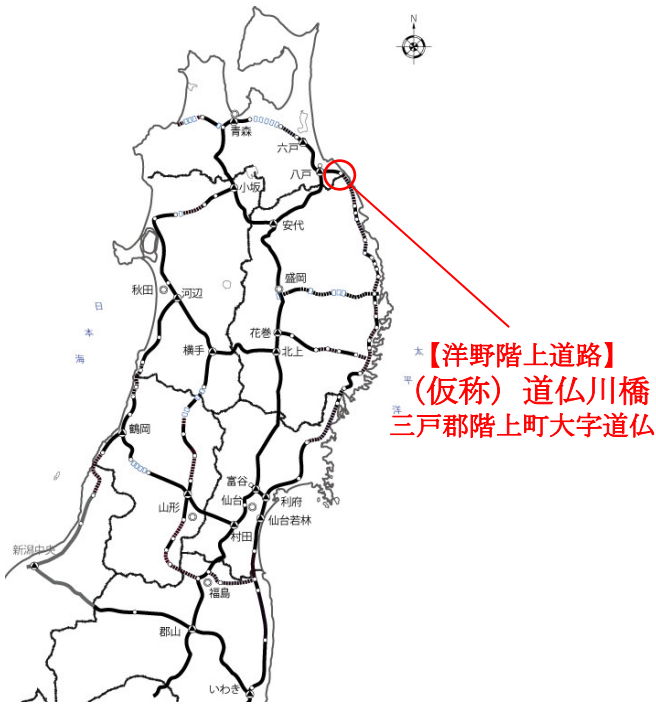 N
青森
六戸
八戸
小坂
安代
盛岡
秋田
河辺
日本海
花巻
横手
北上
太平洋
【洋野階上道路】
（仮称）道仏川橋
三戸郡階上町大字道仏
鶴岡
富谷
仙台
利府
山形
仙台若林
村田
新潟中央
福島
郡山
いわき